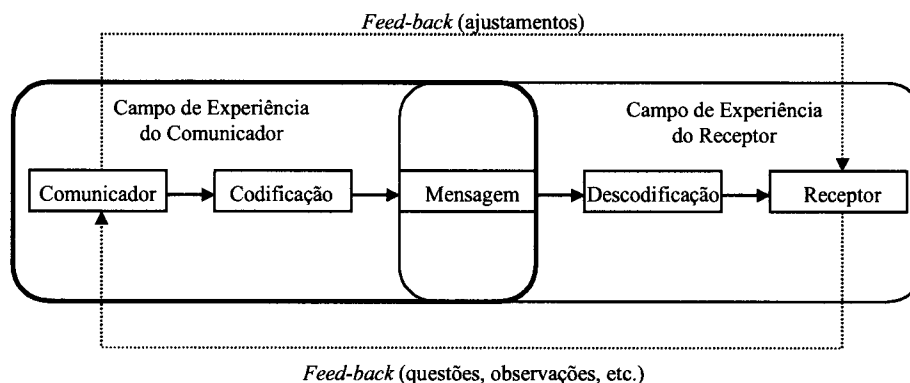 Feed-back (ajustamentos)
Campo de Experiência
do Comunicador
Campo de Experiência
do Receptor
Comunicador
Codificação
Mensagem
Descodificação
Receptor
Feed-back (questões, observações, etc.)